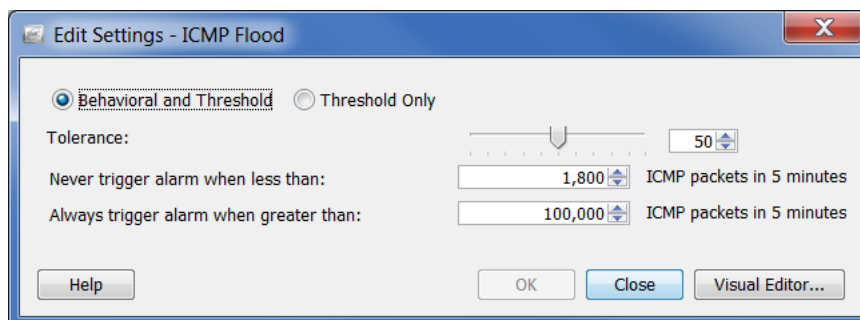 Edit Settings - ICMP Flood
Behavioral and Threshold Threshold Only
Tolerance: 50
Never trigger alarm when less than: 1,800 ICMP packets in 5 minutes
Always trigger alarm when greater than: 100,000 ICMP packets in 5 minutes
Help OK Close Visual Editor...